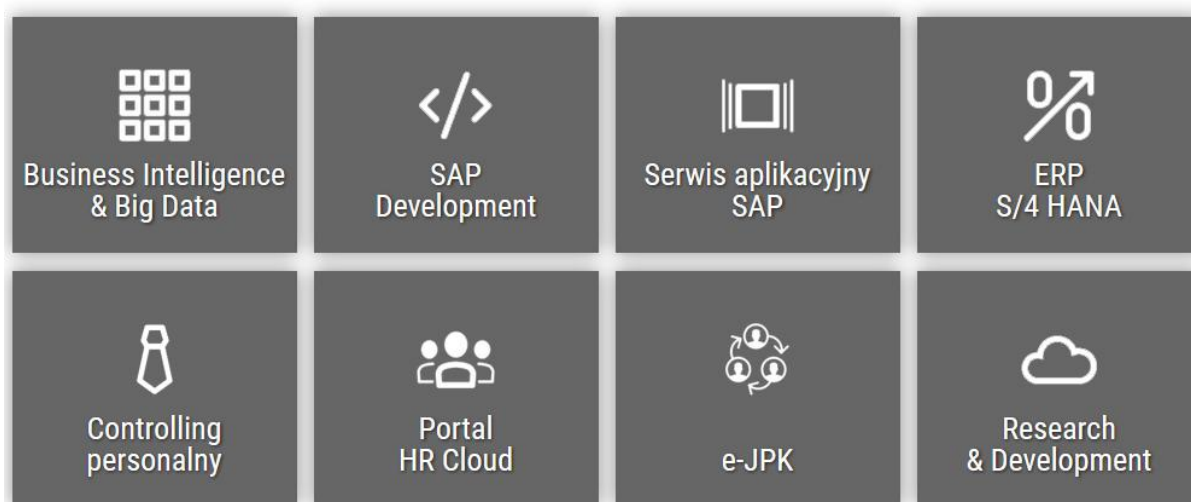 Business Intelligence
& Big Data
SAP
Development
Serwis aplikacyjny
SAP
ERP
S/4 HANA
Controlling
personalny
Portal
HR Cloud
e-JPK
Research
& Development